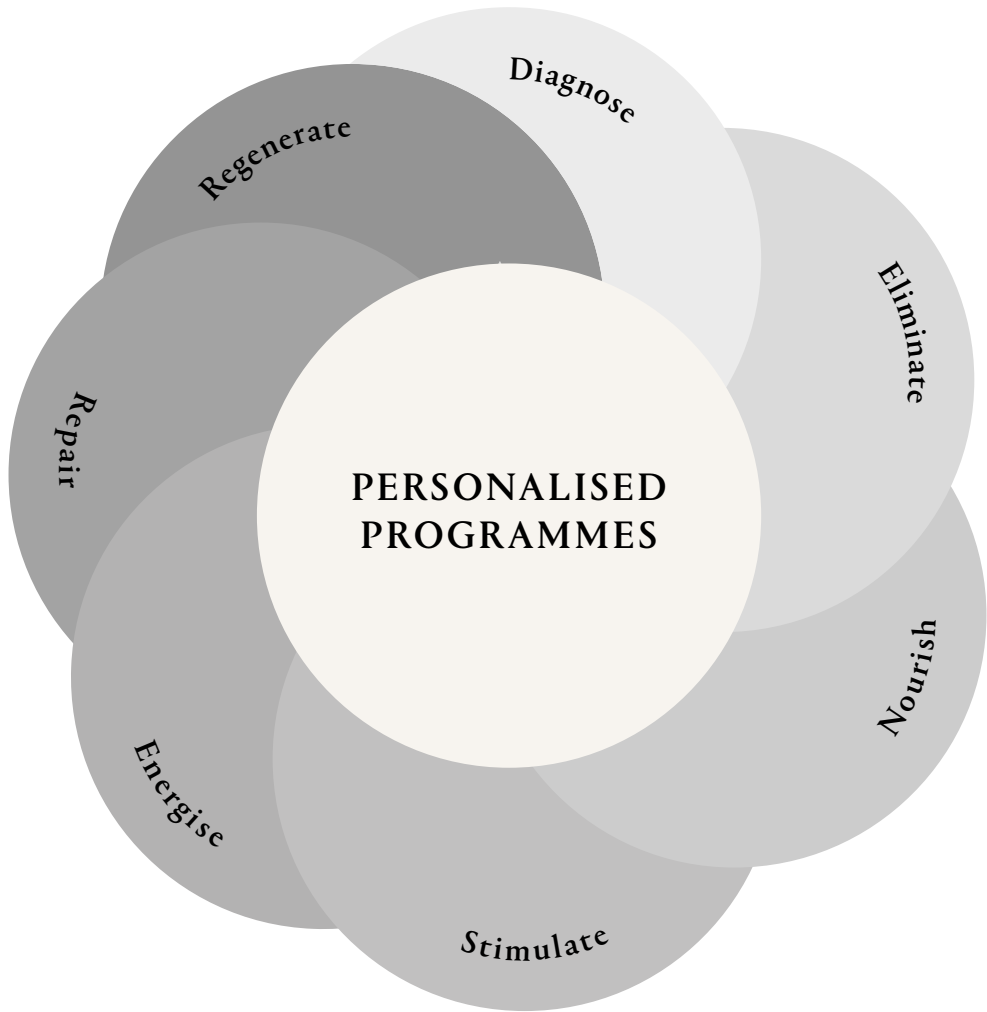 Diagnose
Eliminate
Nourish
Stimulate
Energise
Repair
Regenerate
PERSONALISED
PROGRAMMES